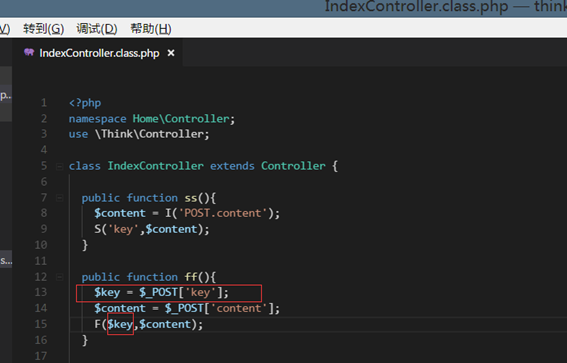 IndexController.class.php — think
V) 转到(G) 调试(D) 帮助(H)
IndexController.class.php ×
p...
1 <?php
2 namespace Home\Controller;
3 use \Think\Controller;
4
5 class IndexController extends Controller {
6
7 public function ss(){
8 $content = I('POST.content');
9 S('key',$content);
10 }
11
12 public function ff(){
13 $key = $_POST['key'];
14 $content = $_POST['content'];
15 F($key,$content);
s...
16 }
17